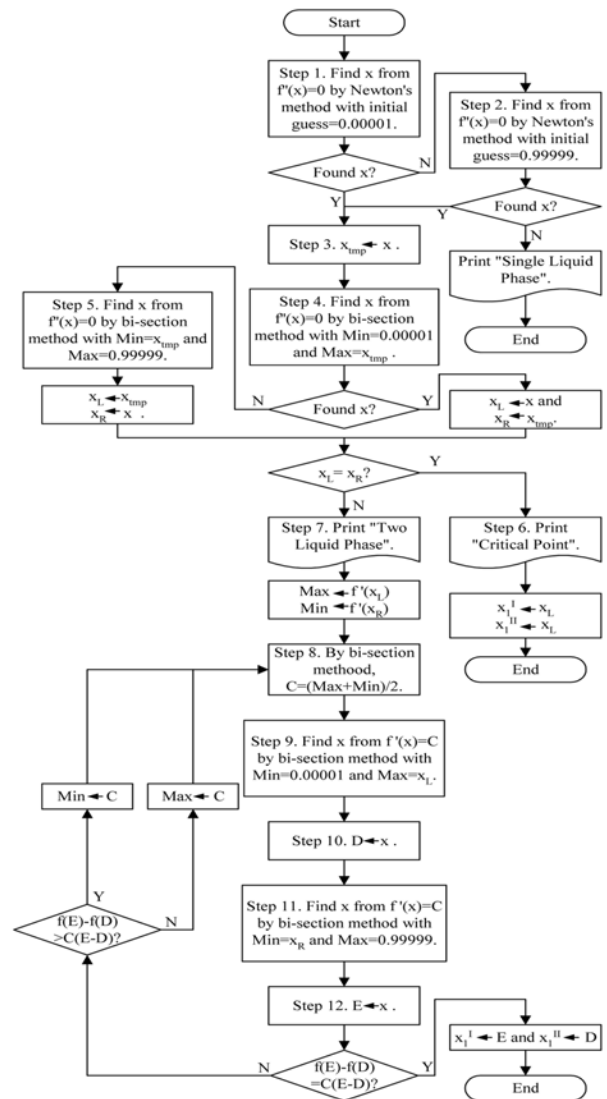 Start
Step 1. Find x from
f''(x)=0 by Newton's
method with initial
guess=0.00001.
Step 2. Find x from
f''(x)=0 by Newton's
method with initial
guess=0.99999.
N
Found x?
Found x?
Y
Y
N
Step 3. x_tmp ← x .
Print "Single Liquid
Phase".
End
Step 5. Find x from
f''(x)=0 by bi-section
method with Min=x_tmp and
Max=0.99999.
Step 4. Find x from
f''(x)=0 by bi-section
method with Min=0.00001
and Max=x_tmp .
x_L ← x_tmp
x_R ← x .
N
Found x?
Y
x_L ← x and
x_R ← x_tmp.
x_L = x_R?
Y
N
Step 7. Print "Two
Liquid Phase".
Step 6. Print
"Critical Point".
Max ← f'(x_L)
Min ← f'(x_R)
x_1^I ← x_L
x_1^II ← x_L
End
Step 8. By bi-section
methood,
C=(Max+Min)/2.
Step 9. Find x from f'(x)=C
by bi-section method with
Min=0.00001 and Max=x_L.
Min ← C
Max ← C
Step 10. D ← x .
Step 11. Find x from f'(x)=C
by bi-section method with
Min=x_R and Max=0.99999.
Y
N
f(E)-f(D)
>C(E-D)?
Step 12. E ← x .
N
f(E)-f(D)
=C(E-D)?
Y
x_1^I ← E and x_1^II ← D
End